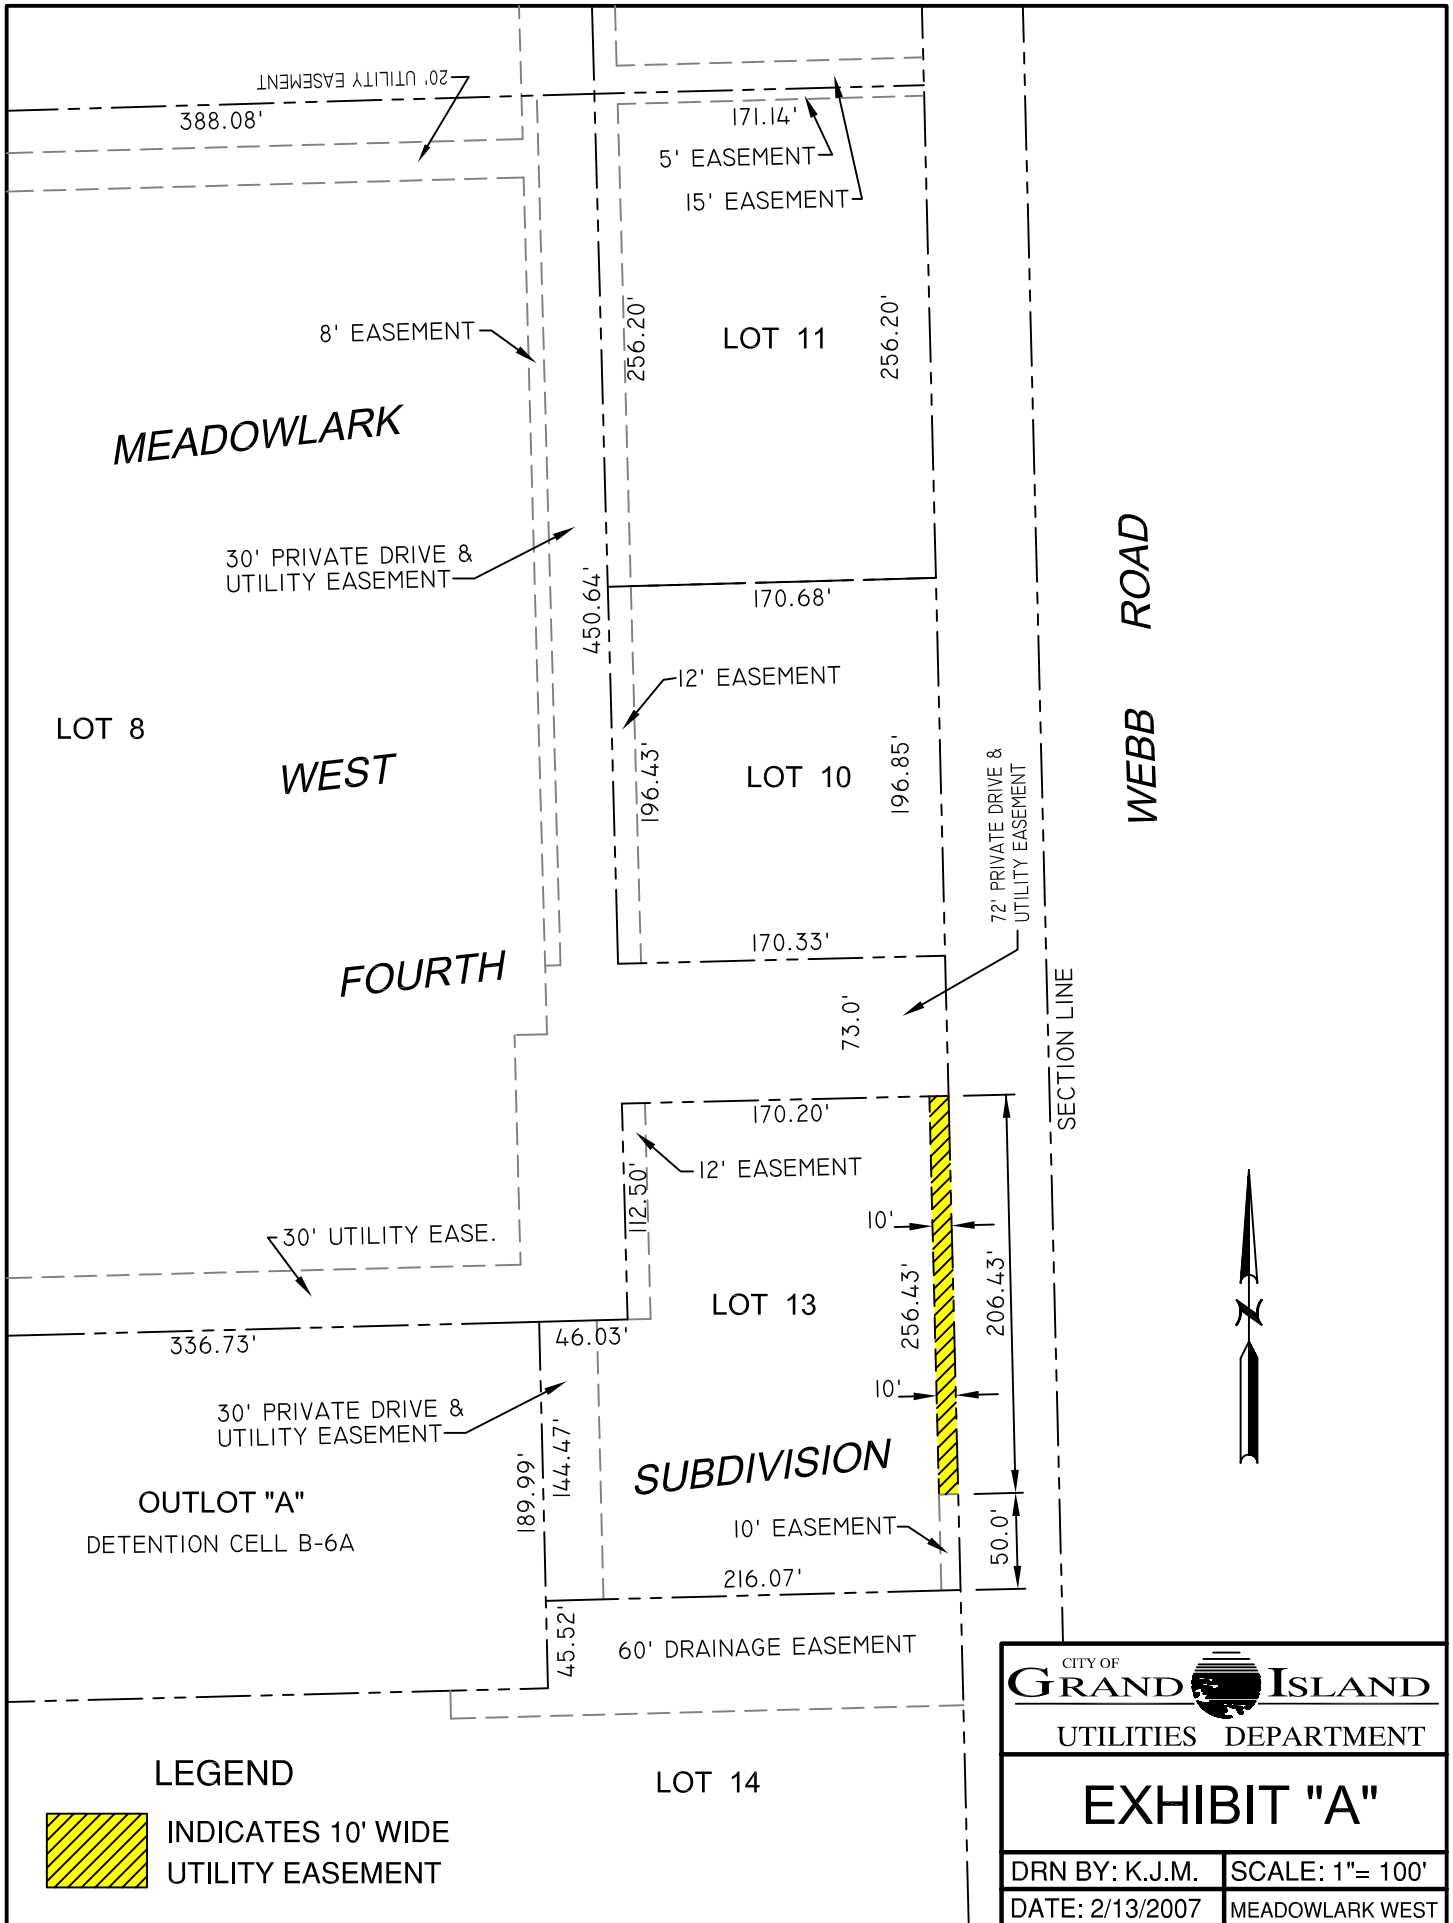 20' UTILITY EASEMENT
388.08'
171.14'
5' EASEMENT
15' EASEMENT
8' EASEMENT
256.20'
LOT 11
256.20'
MEADOWLARK
30' PRIVATE DRIVE &
UTILITY EASEMENT
450.64'
170.68'
12' EASEMENT
WEBB ROAD
LOT 8
WEST
196.43'
LOT 10
196.85'
72' PRIVATE DRIVE &
UTILITY EASEMENT
170.33'
FOURTH
73.0'
SECTION LINE
170.20'
12' EASEMENT
112.50'
10'
30' UTILITY EASE.
256.43'
206.43'
LOT 13
336.73'
46.03'
10'
30' PRIVATE DRIVE &
UTILITY EASEMENT
144.47'
189.99'
SUBDIVISION
OUTLOT "A"
DETENTION CELL B-6A
10' EASEMENT
50.0'
216.07'
45.52'
60' DRAINAGE EASEMENT
N
LOT 14
LEGEND
INDICATES 10' WIDE
UTILITY EASEMENT
CITY OF
GRAND ISLAND
UTILITIES DEPARTMENT
EXHIBIT "A"
DRN BY: K.J.M.
SCALE: 1"= 100'
DATE: 2/13/2007
MEADOWLARK WEST